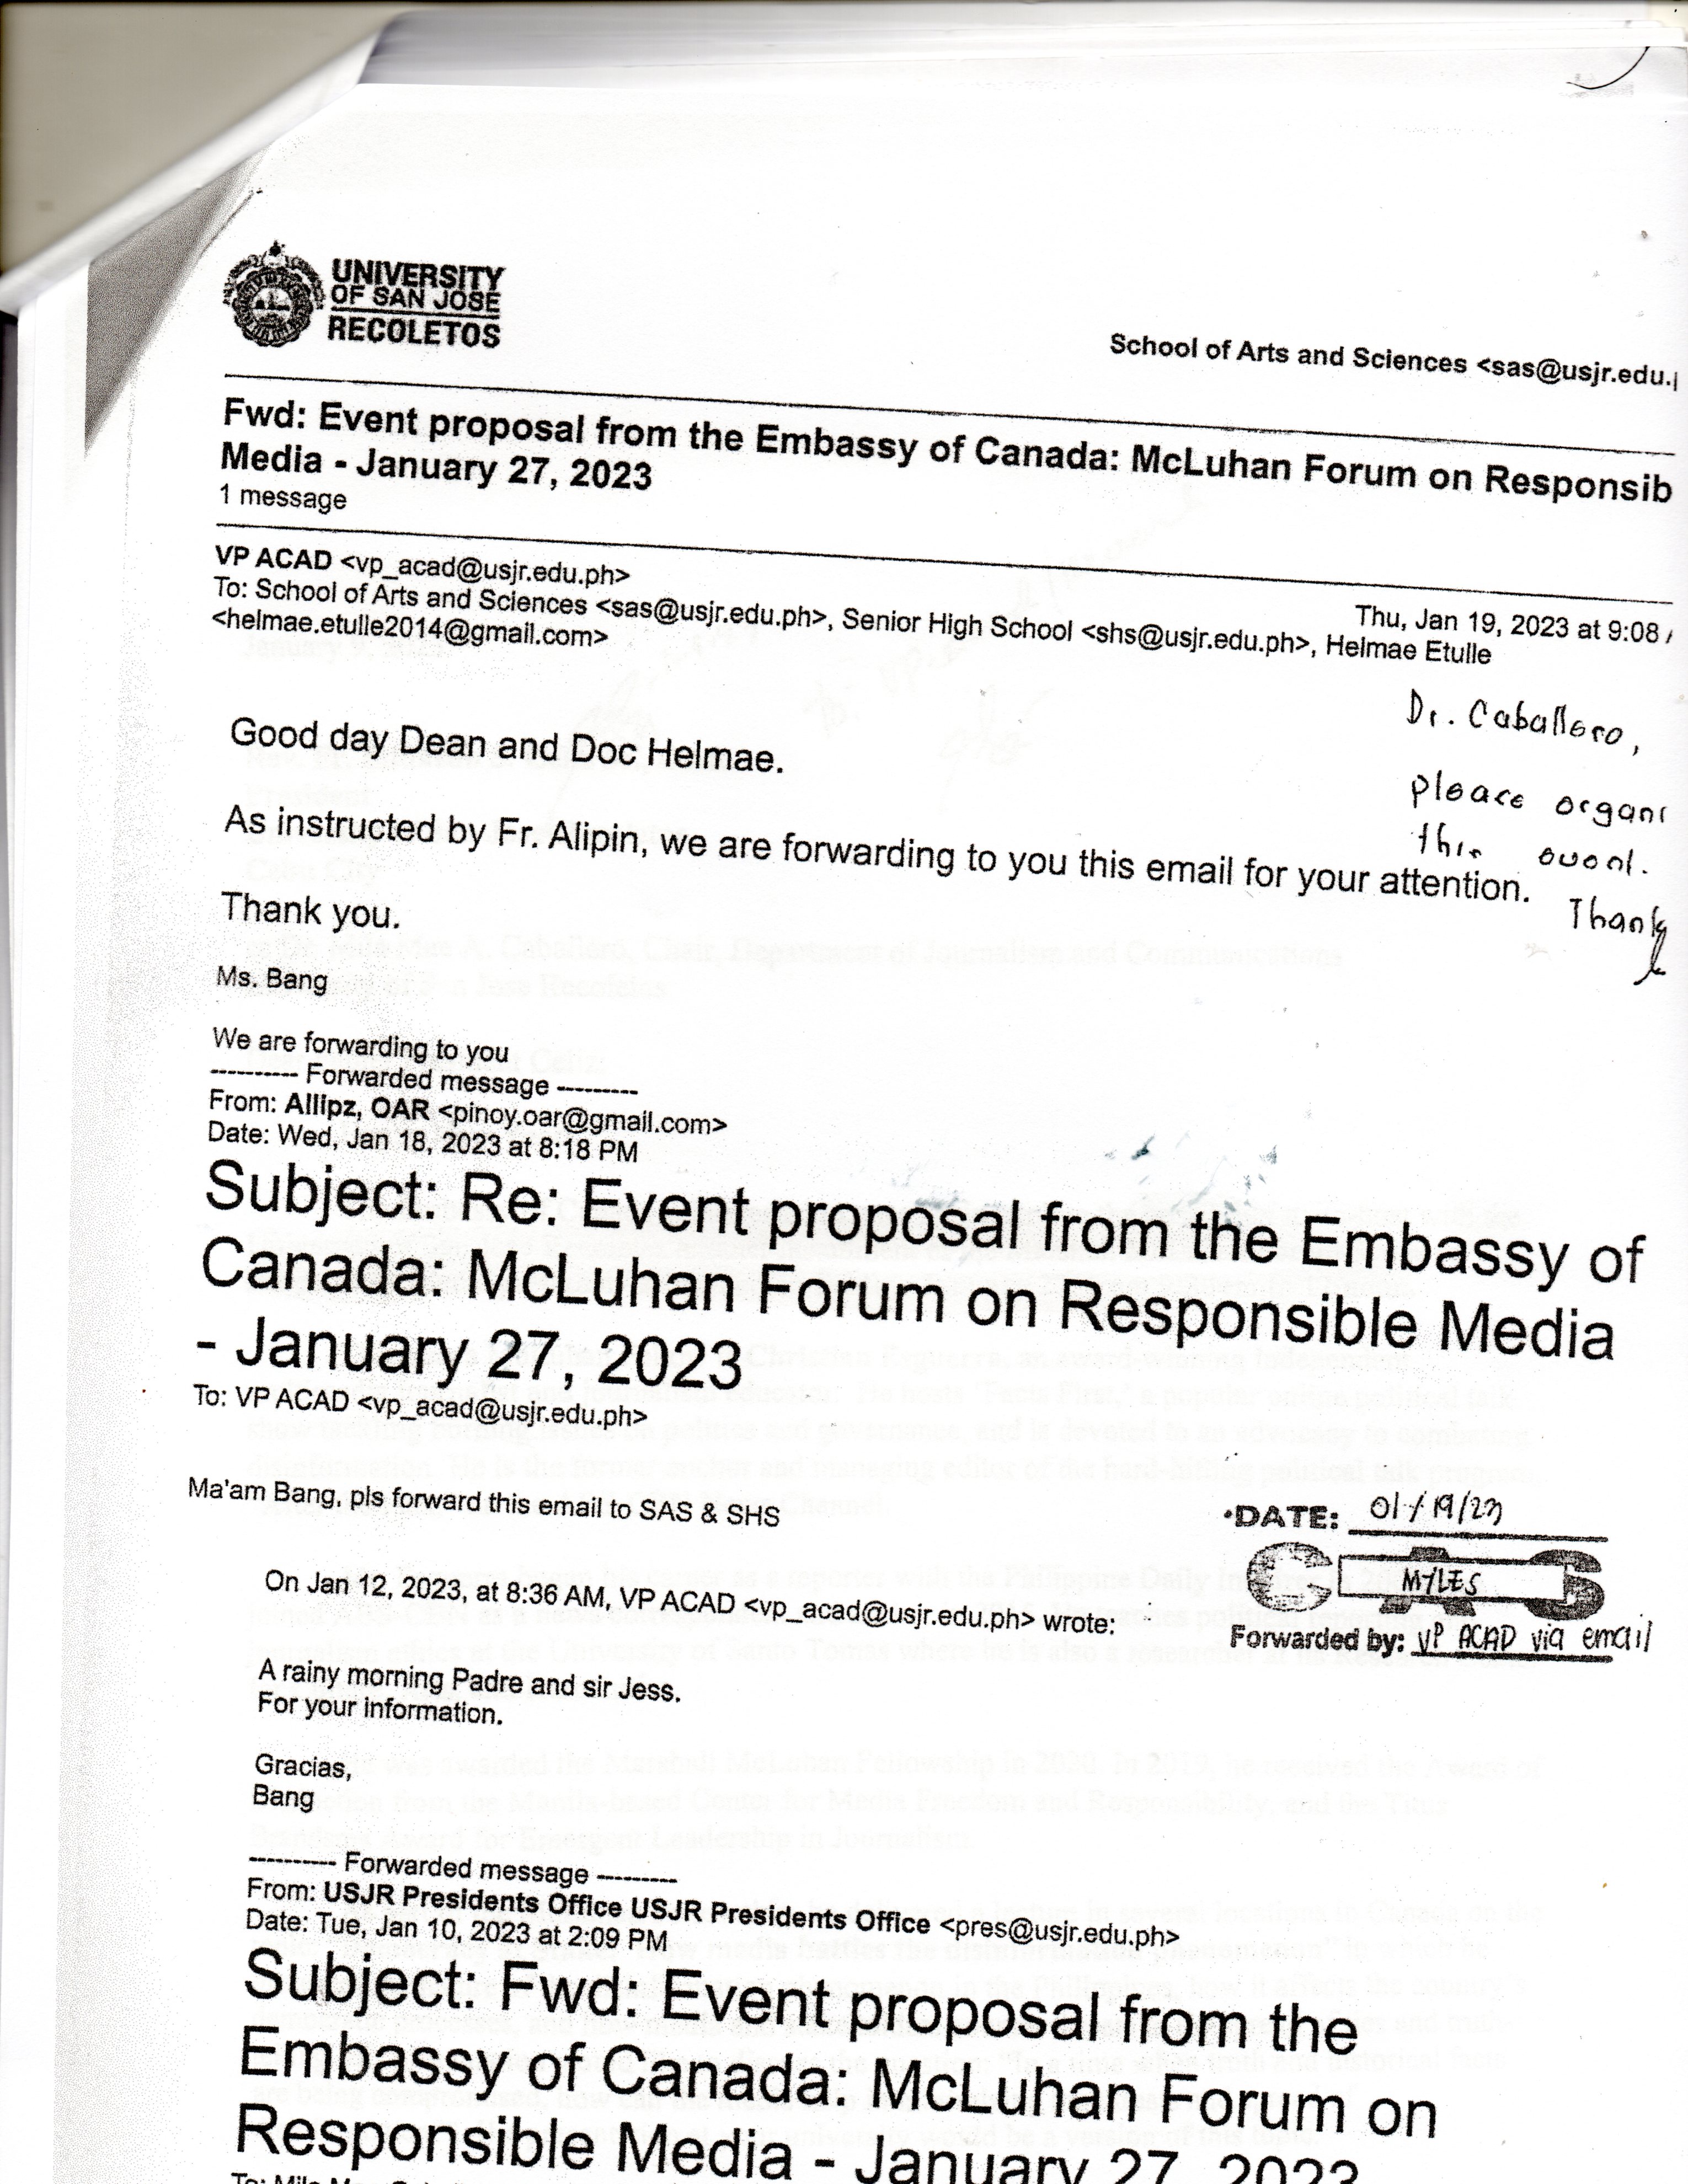 UNIVERSITY
OF SAN JOSE
RECOLETOS
School of Arts and Sciences <sas@usjr.edu.
Fwd: Event proposal from the Embassy of Canada: McLuhan Forum on Responsib
Media - January 27, 2023
1 message
VP ACAD <vp_acad@usjr.edu.ph>
Thu, Jan 19, 2023 at 9:08
To: School of Arts and Sciences <sas@usjr.edu.ph>, Senior High School <shs@usjr.edu.ph>, Helmae Etulle
<helmae.etulle2014@gmail.com>
Dr. Caballero,
please organi
this event.
Thank
Good day Dean and Doc Helmae.
As instructed by Fr. Alipin, we are forwarding to you this email for your attention.
Thank you.
Ms. Bang
We are forwarding to you
---------- Forwarded message ---------
From: Allipz, OAR <pinoy.oar@gmail.com>
Date: Wed, Jan 18, 2023 at 8:18 PM
Subject: Re: Event proposal from the Embassy of
Canada: McLuhan Forum on Responsible Media
- January 27, 2023
To: VP ACAD <vp_acad@usjr.edu.ph>
Ma'am Bang, pls forward this email to SAS & SHS
DATE: 01/19/23
CAS
MYLES
Forwarded by: VP ACAD via email
On Jan 12, 2023, at 8:36 AM, VP ACAD <vp_acad@usjr.edu.ph> wrote:
A rainy morning Padre and sir Jess.
For your information.
Gracias,
Bang
---------- Forwarded message ---------
From: USJR Presidents Office USJR Presidents Office <pres@usjr.edu.ph>
Date: Tue, Jan 10, 2023 at 2:09 PM
Subject: Fwd: Event proposal from the
Embassy of Canada: McLuhan Forum on
Responsible Media - January 27, 2023